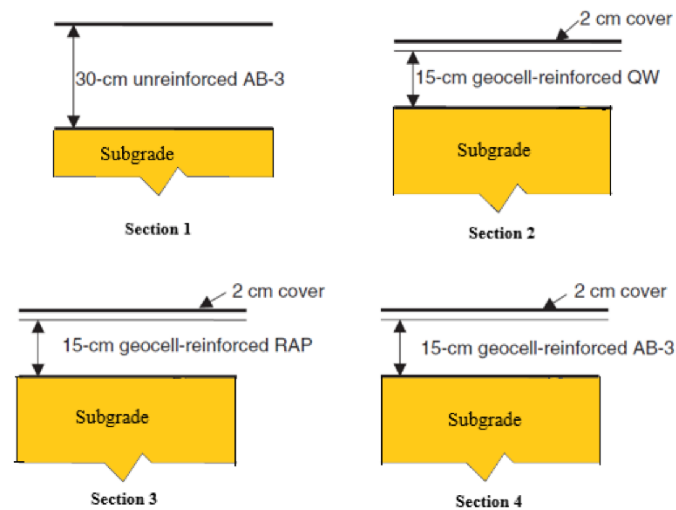 30-cm unreinforced AB-3
Subgrade
Section 1
2 cm cover
15-cm geocell-reinforced QW
Subgrade
Section 2
2 cm cover
15-cm geocell-reinforced RAP
Subgrade
Section 3
2 cm cover
15-cm geocell-reinforced AB-3
Subgrade
Section 4